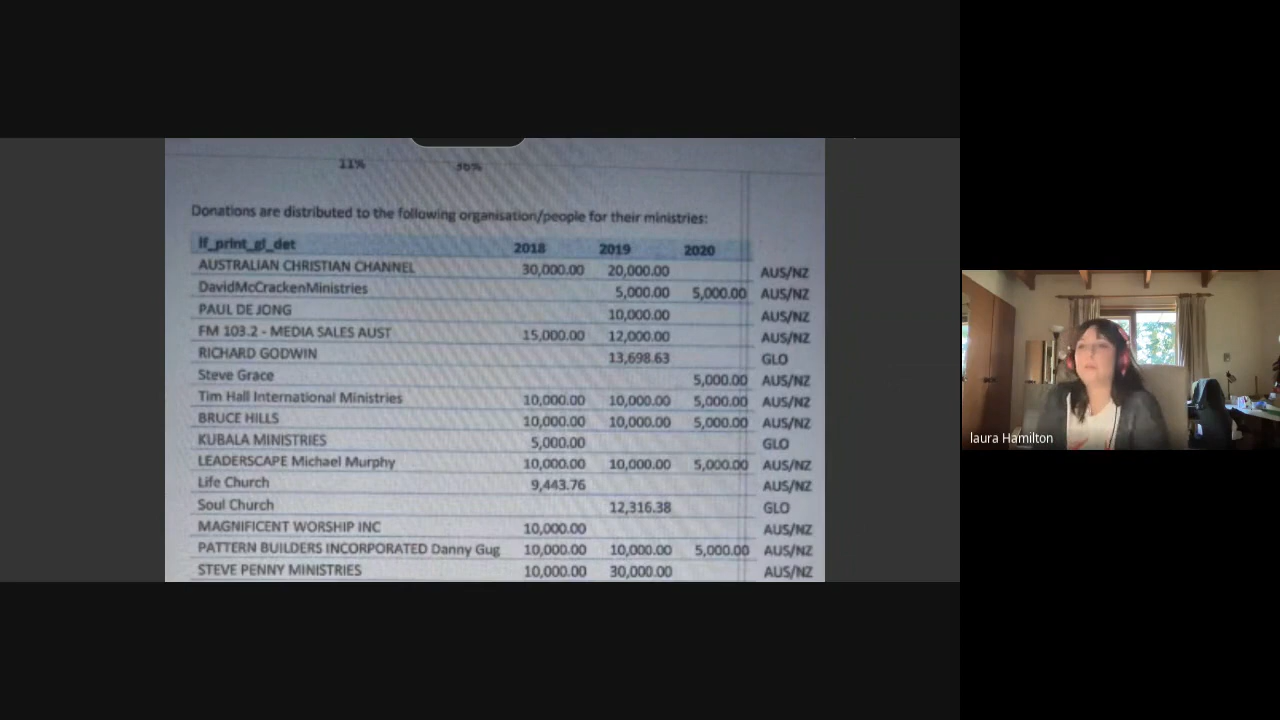 11% 56%
Donations are distributed to the following organisation/people for their ministries:
lf_print_gl_det 2018 2019 2020
AUSTRALIAN CHRISTIAN CHANNEL 30,000.00 20,000.00 AUS/NZ
DavidMcCrackenMinistries 5,000.00 5,000.00 AUS/NZ
PAUL DE JONG 10,000.00 AUS/NZ
FM 103.2 - MEDIA SALES AUST 15,000.00 12,000.00 AUS/NZ
RICHARD GODWIN 13,698.63 GLO
Steve Grace 5,000.00 AUS/NZ
Tim Hall International Ministries 10,000.00 10,000.00 5,000.00 AUS/NZ
BRUCE HILLS 10,000.00 10,000.00 5,000.00 AUS/NZ
KUBALA MINISTRIES 5,000.00 GLO
LEADERSCAPE Michael Murphy 10,000.00 10,000.00 5,000.00 AUS/NZ
Life Church 9,443.76 AUS/NZ
Soul Church 12,316.38 GLO
MAGNIFICENT WORSHIP INC 10,000.00 AUS/NZ
PATTERN BUILDERS INCORPORATED Danny Gug 10,000.00 10,000.00 5,000.00 AUS/NZ
STEVE PENNY MINISTRIES 10,000.00 30,000.00 AUS/NZ
laura Hamilton